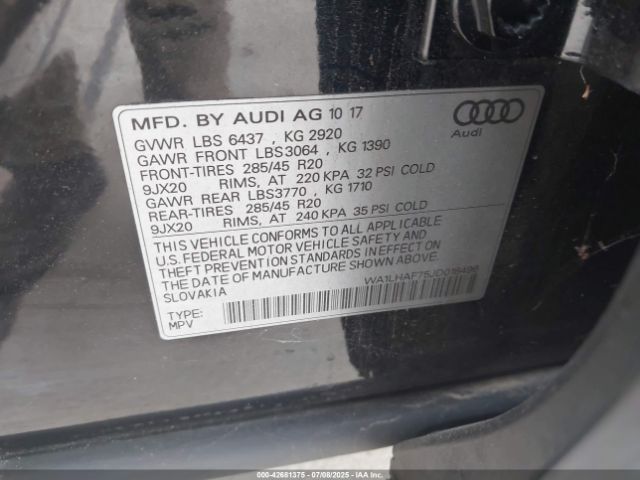 MFD. BY AUDI AG 10 17
GVWR LBS 6437 , KG 2920
GAWR FRONT LBS3064 , KG 1390
FRONT-TIRES 285/45 R20
9JX20 RIMS, AT 220 KPA 32 PSI COLD
GAWR REAR LBS3770 , KG 1710
REAR-TIRES 285/45 R20
9JX20 RIMS, AT 240 KPA 35 PSI COLD
THIS VEHICLE CONFORMS TO ALL APPLICABLE
U.S. FEDERAL MOTOR VEHICLE SAFETY AND
THEFT PREVENTION STANDARDS IN EFFECT ON
THE DATE OF MANUFACTURE SHOWN ABOVE.
SLOVAKIA
WA1LHAF75JD016496
TYPE:
MPV
Audi
000-42681375 | 07/08/2025 | IAAI.COM